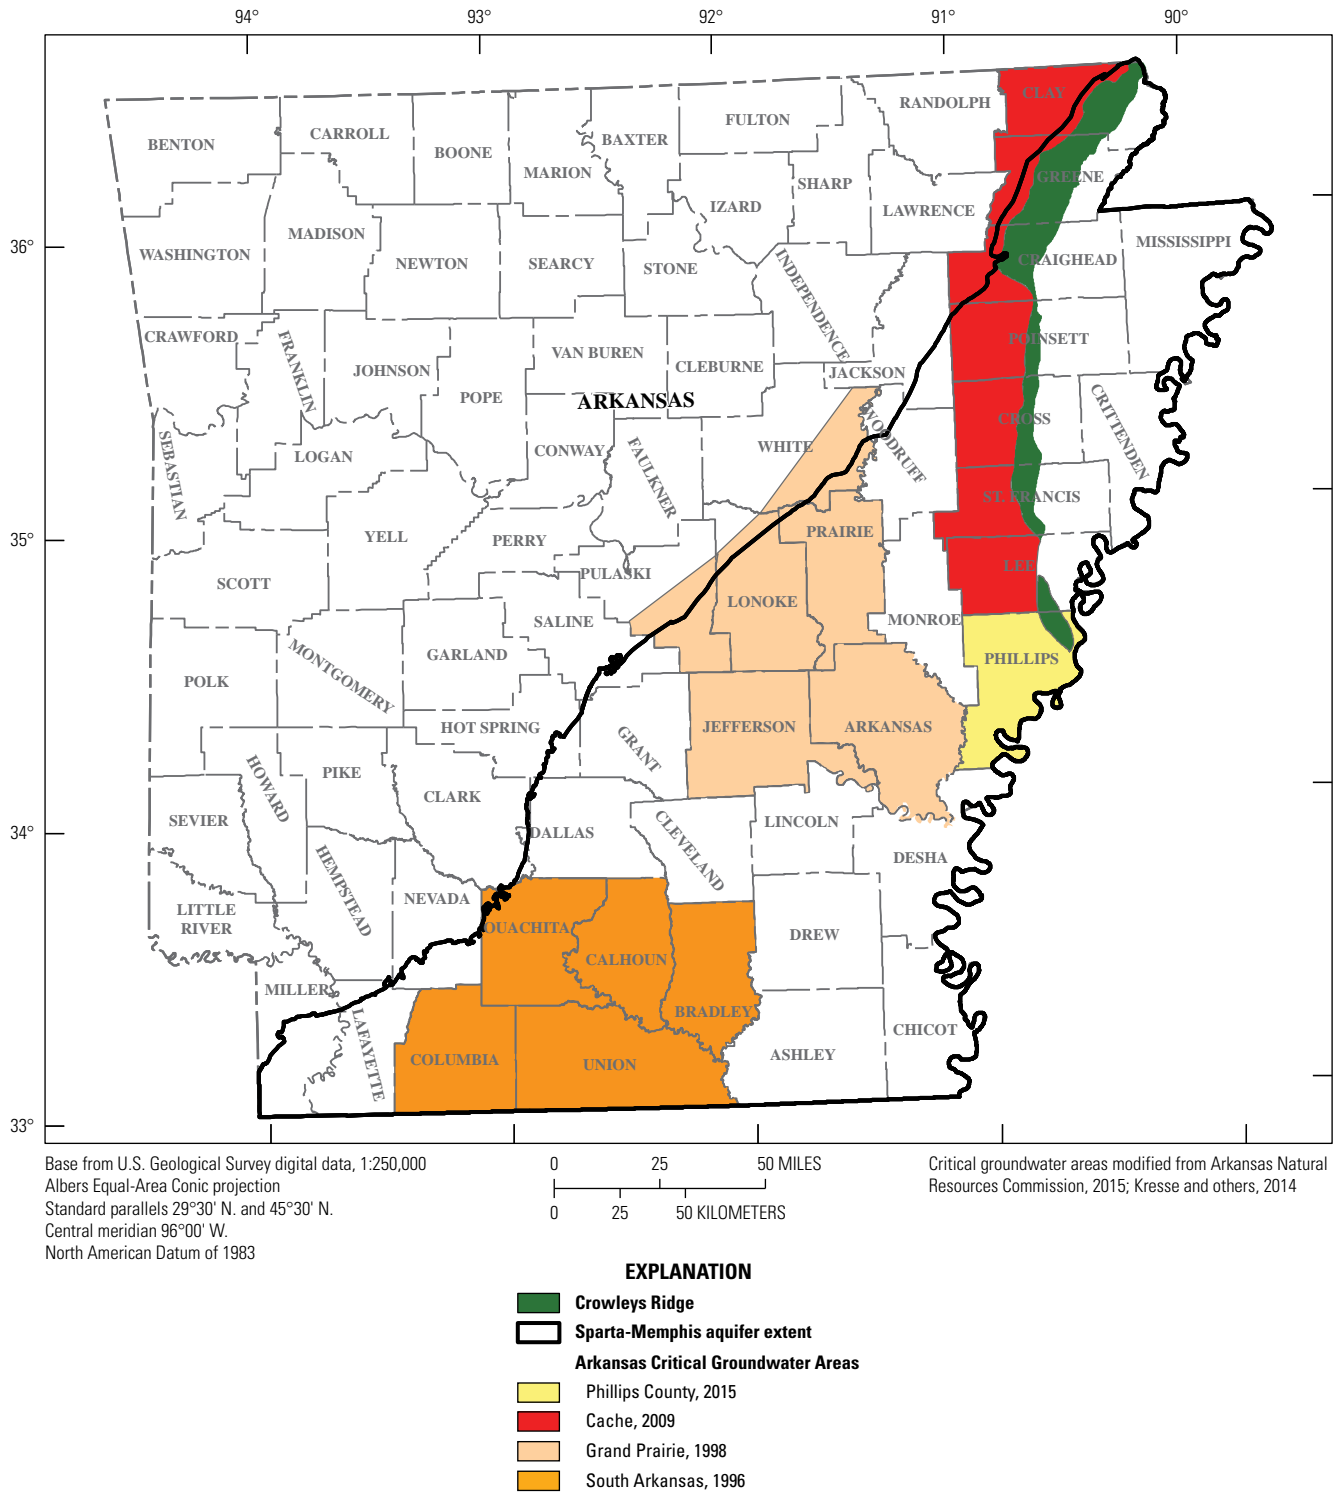 94° 93° 92° 91° 90°
CLAY
RANDOLPH
FULTON
CARROLL
BAXTER
BENTON
BOONE
MARION
GREENE
SHARP
IZARD
LAWRENCE
MADISON
MISSISSIPPI
36°
WASHINGTON
NEWTON
SEARCY
STONE
CRAIGHEAD
INDEPENDENCE
CRAWFORD
POINSETT
FRANKLIN
VAN BUREN
CLEBURNE
JOHNSON
JACKSON
POPE
ARKANSAS
CROSS
CRITTENDEN
WHITE
WOODRUFF
CONWAY
LOGAN
SEBASTIAN
FAULKNER
ST. FRANCIS
35°
YELL
PERRY
PRAIRIE
LEE
SCOTT
PULASKI
LONOKE
SALINE
MONROE
GARLAND
PHILLIPS
MONTGOMERY
POLK
HOT SPRING
JEFFERSON
ARKANSAS
GRANT
PIKE
HOWARD
CLARK
34°
SEVIER
DALLAS
LINCOLN
CLEVELAND
DESHA
HEMPSTEAD
NEVADA
LITTLE
RIVER
OUACHITA
DREW
CALHOUN
MILLER
BRADLEY
CHICOT
LAFAYETTE
COLUMBIA
UNION
ASHLEY
33°
Base from U.S. Geological Survey digital data, 1:250,000
Albers Equal-Area Conic projection
Standard parallels 29°30' N. and 45°30' N.
Central meridian 96°00' W.
North American Datum of 1983
0 25 50 MILES
0 25 50 KILOMETERS
Critical groundwater areas modified from Arkansas Natural
Resources Commission, 2015; Kresse and others, 2014
EXPLANATION
Crowleys Ridge
Sparta-Memphis aquifer extent
Arkansas Critical Groundwater Areas
Phillips County, 2015
Cache, 2009
Grand Prairie, 1998
South Arkansas, 1996